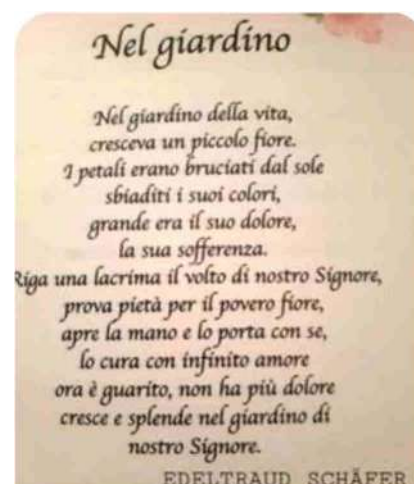 Nel giardino
Nel giardino della vita,
cresceva un piccolo fiore.
I petali erano bruciati dal sole
sbiaditi i suoi colori,
grande era il suo dolore,
la sua sofferenza.
Riga una lacrima il volto di nostro Signore,
prova pietà per il povero fiore,
apre la mano e lo porta con se,
lo cura con infinito amore
ora è guarito, non ha più dolore
cresce e splende nel giardino di
nostro Signore.
EDELTRAUD SCHÄFER